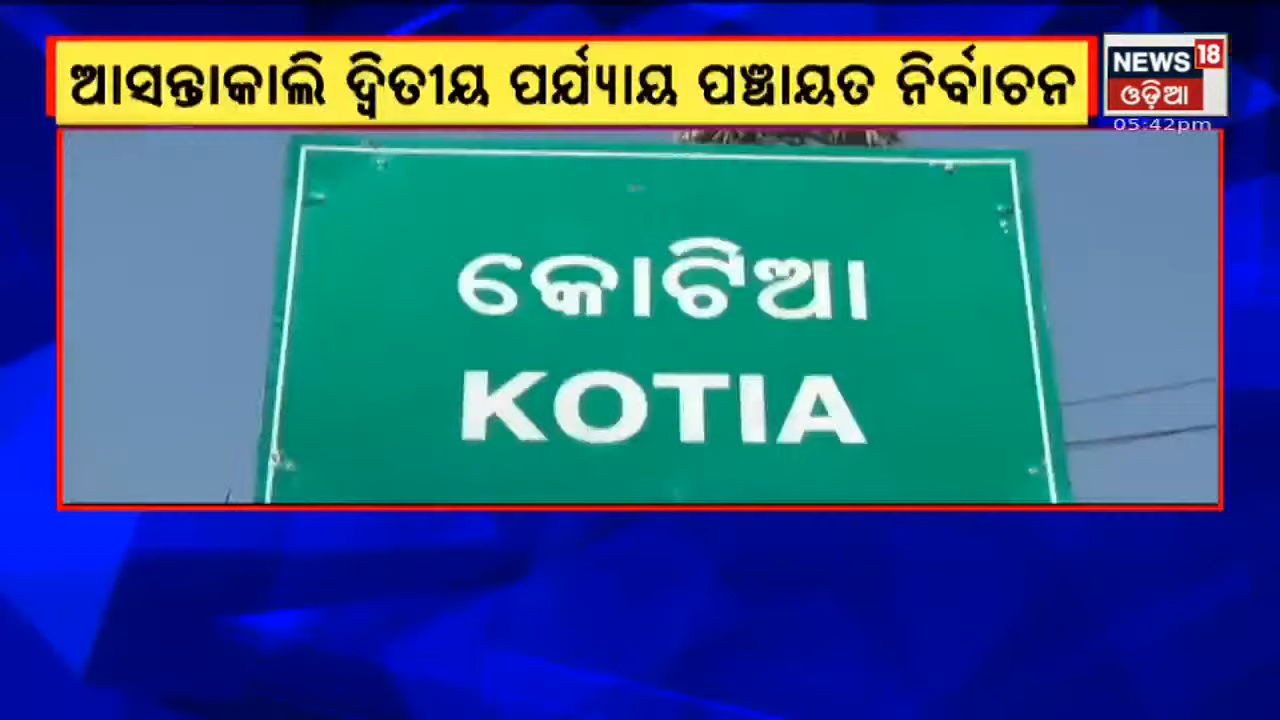 ଆସନ୍ତାକାଲି ଦ୍ୱିତୀୟ ପର୍ଯ୍ୟାୟ ପଞ୍ଚାୟତ ନିର୍ବାଚନ
NEWS 18
ଓଡ଼ିଆ
05:42pm
କୋଟିଆ
KOTIA